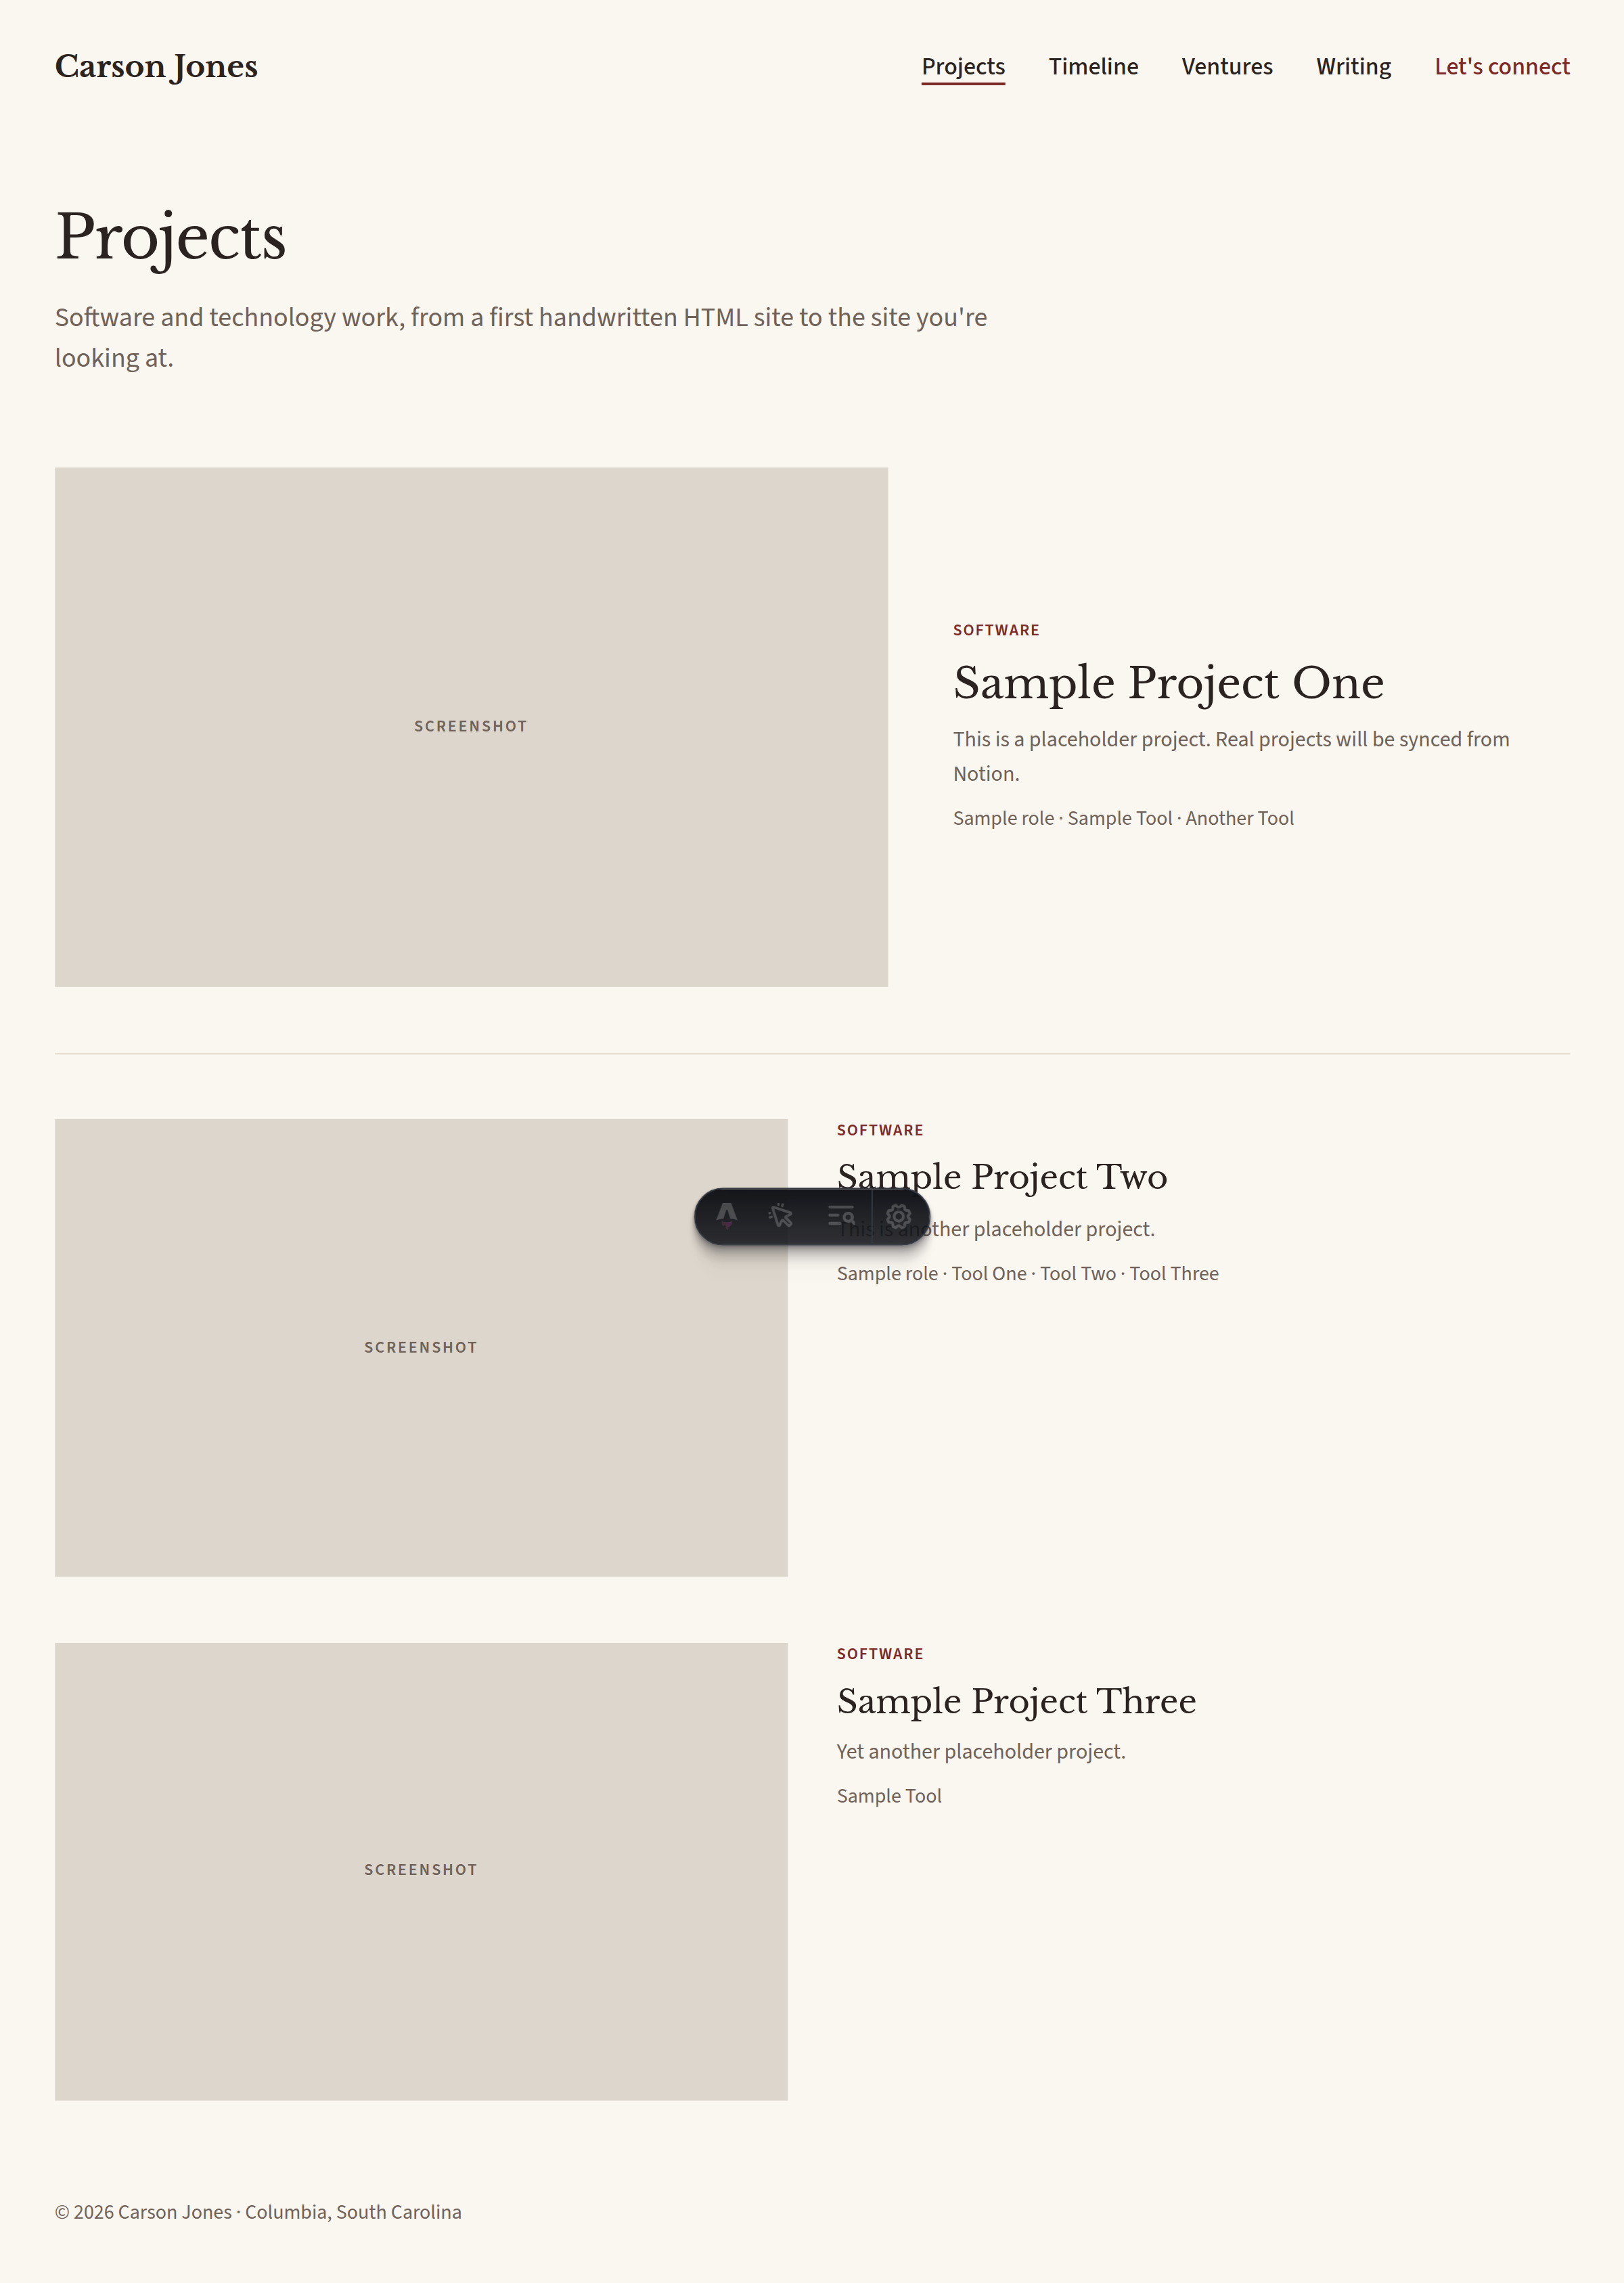 Carson Jones
Projects
Timeline
Ventures
Writing
Let's connect
Projects
Software and technology work, from a first handwritten HTML site to the site you're
looking at.
SCREENSHOT
SOFTWARE
Sample Project One
This is a placeholder project. Real projects will be synced from
Notion.
Sample role · Sample Tool · Another Tool
SCREENSHOT
SOFTWARE
Sample Project Two
This is another placeholder project.
Sample role · Tool One · Tool Two · Tool Three
SCREENSHOT
SOFTWARE
Sample Project Three
Yet another placeholder project.
Sample Tool
© 2026 Carson Jones · Columbia, South Carolina